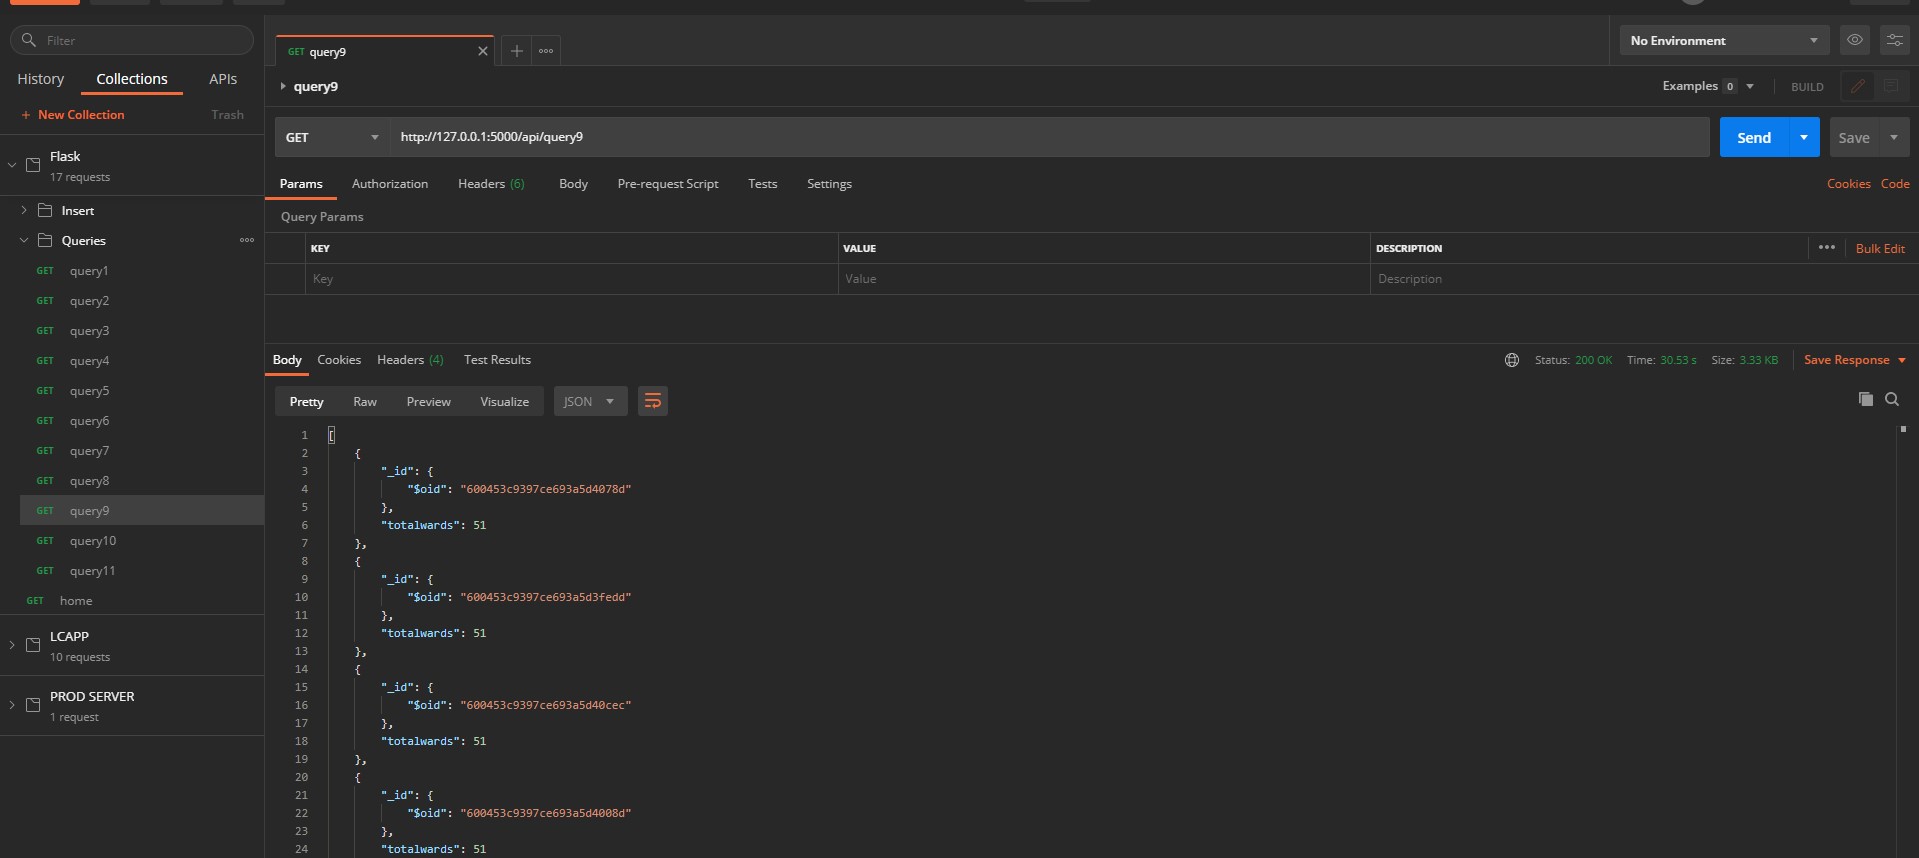 Filter
History Collections APIs
+ New Collection Trash
Flask
17 requests
Insert
Queries
GET query1
GET query2
GET query3
GET query4
GET query5
GET query6
GET query7
GET query8
GET query9
GET query10
GET query11
GET home
LCAPP
10 requests
PROD SERVER
1 request
GET query9
No Environment
query9
Examples 0 BUILD
GET http://127.0.0.1:5000/api/query9 Send Save
Params Authorization Headers (6) Body Pre-request Script Tests Settings Cookies Code
Query Params
KEY VALUE DESCRIPTION Bulk Edit
Key Value Description
Body Cookies Headers (4) Test Results Status: 200 OK Time: 30.53 s Size: 3.33 KB Save Response
Pretty Raw Preview Visualize JSON
1 [
2 {
3 "_id": {
4 "$oid": "600453c9397ce693a5d4078d"
5 },
6 "totalwards": 51
7 },
8 {
9 "_id": {
10 "$oid": "600453c9397ce693a5d3fedd"
11 },
12 "totalwards": 51
13 },
14 {
15 "_id": {
16 "$oid": "600453c9397ce693a5d40cec"
17 },
18 "totalwards": 51
19 },
20 {
21 "_id": {
22 "$oid": "600453c9397ce693a5d4008d"
23 },
24 "totalwards": 51